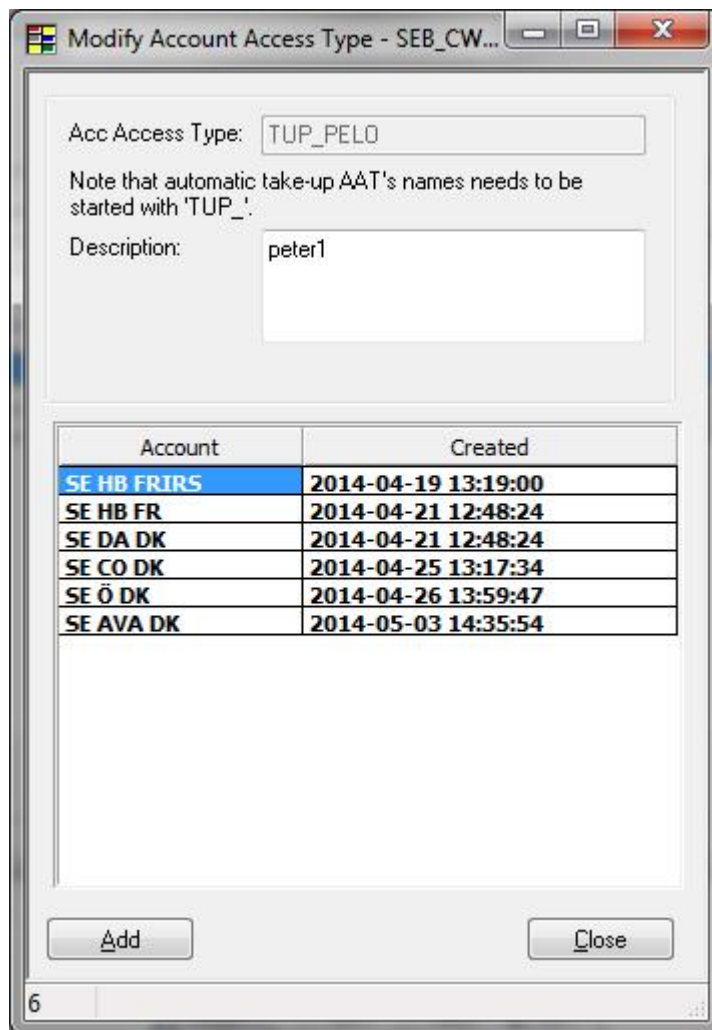 Modify Account Access Type - SEB_CW...
Acc Access Type: TUP_PELO
Note that automatic take-up AAT's names needs to be
started with 'TUP_'.
Description: peter1
Account Created
SE HB FRIRS 2014-04-19 13:19:00
SE HB FR 2014-04-21 12:48:24
SE DA DK 2014-04-21 12:48:24
SE CO DK 2014-04-25 13:17:34
SE Ö DK 2014-04-26 13:59:47
SE AVA DK 2014-05-03 14:35:54
Add Close
6